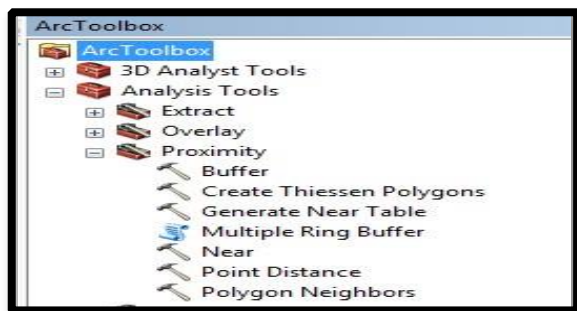 ArcToolbox
ArcToolbox
3D Analyst Tools
Analysis Tools
Extract
Overlay
Proximity
Buffer
Create Thiessen Polygons
Generate Near Table
Multiple Ring Buffer
Near
Point Distance
Polygon Neighbors